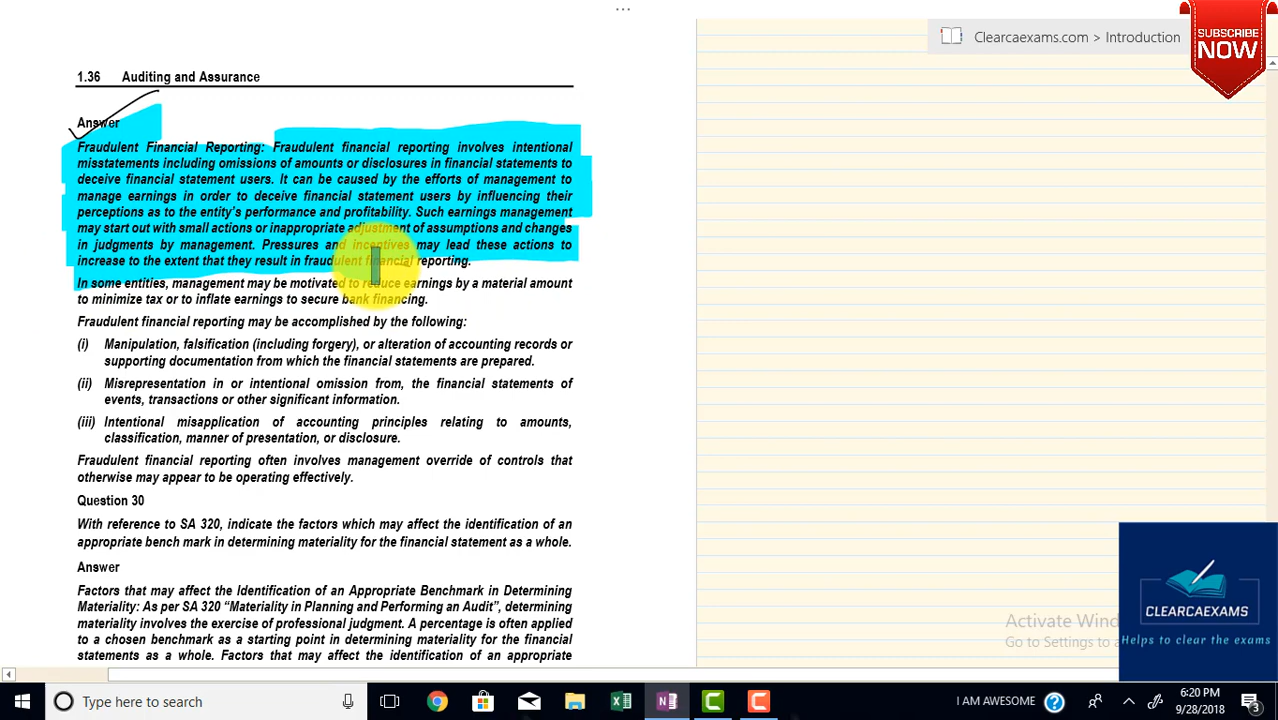 ...
Clearcaexams.com > Introduction
SUBSCRIBE
NOW
1.36 Auditing and Assurance
Answer
Fraudulent Financial Reporting: Fraudulent financial reporting involves intentional
misstatements including omissions of amounts or disclosures in financial statements to
deceive financial statement users. It can be caused by the efforts of management to
manage earnings in order to deceive financial statement users by influencing their
perceptions as to the entity's performance and profitability. Such earnings management
may start out with small actions or inappropriate adjustment of assumptions and changes
in judgments by management. Pressures and incentives may lead these actions to
increase to the extent that they result in fraudulent financial reporting.
In some entities, management may be motivated to reduce earnings by a material amount
to minimize tax or to inflate earnings to secure bank financing.
Fraudulent financial reporting may be accomplished by the following:
(i) Manipulation, falsification (including forgery), or alteration of accounting records or
supporting documentation from which the financial statements are prepared.
(ii) Misrepresentation in or intentional omission from, the financial statements of
events, transactions or other significant information.
(iii) Intentional misapplication of accounting principles relating to amounts,
classification, manner of presentation, or disclosure.
Fraudulent financial reporting often involves management override of controls that
otherwise may appear to be operating effectively.
Question 30
With reference to SA 320, indicate the factors which may affect the identification of an
appropriate bench mark in determining materiality for the financial statement as a whole.
Answer
Factors that may affect the Identification of an Appropriate Benchmark in Determining
Materiality: As per SA 320 “Materiality in Planning and Performing an Audit”, determining
materiality involves the exercise of professional judgment. A percentage is often applied
to a chosen benchmark as a starting point in determining materiality for the financial
statements as a whole. Factors that may affect the identification of an appropriate
Activate Wind
Go to Settings to a
CLEARCAEXAMS
Helps to clear the exams
Type here to search
I AM AWESOME
6:20 PM
9/28/2018
3